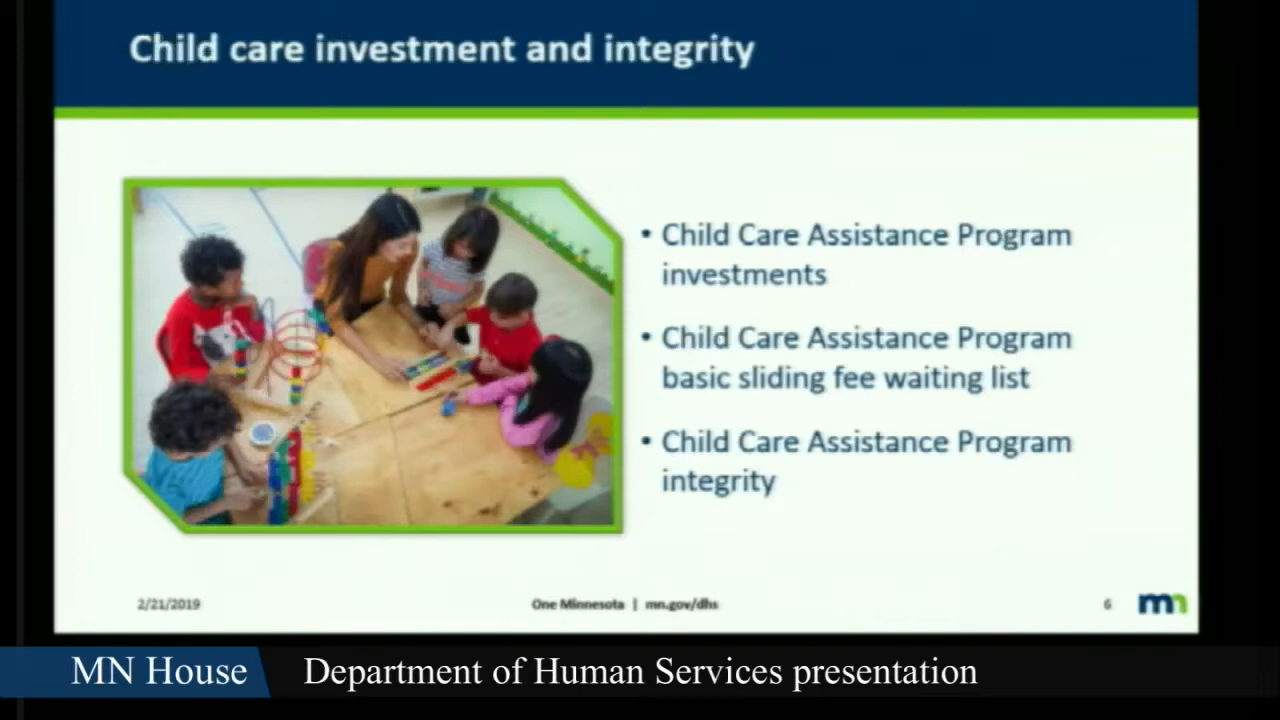 Child care investment and integrity
• Child Care Assistance Program
investments
• Child Care Assistance Program
basic sliding fee waiting list
• Child Care Assistance Program
integrity
2/21/2019
One Minnesota | mn.gov/dhs
6
mn
MN House
Department of Human Services presentation